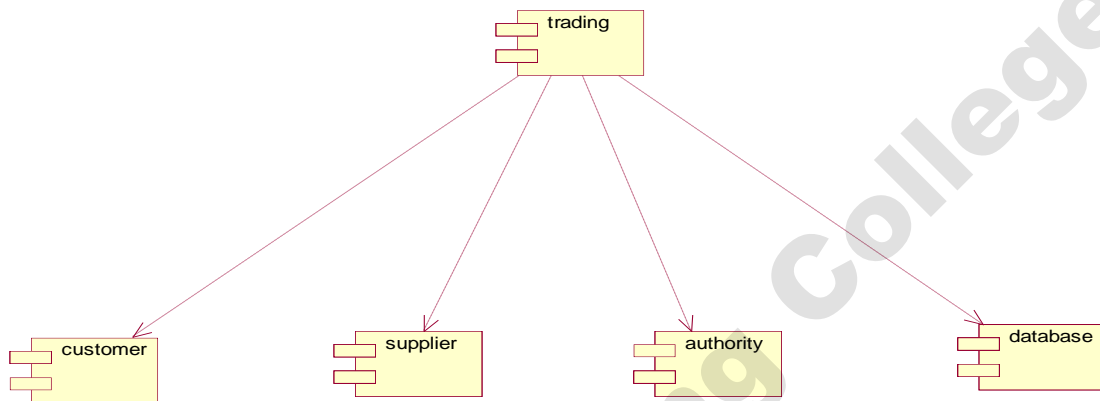 trading
customer
supplier
authority
database
College